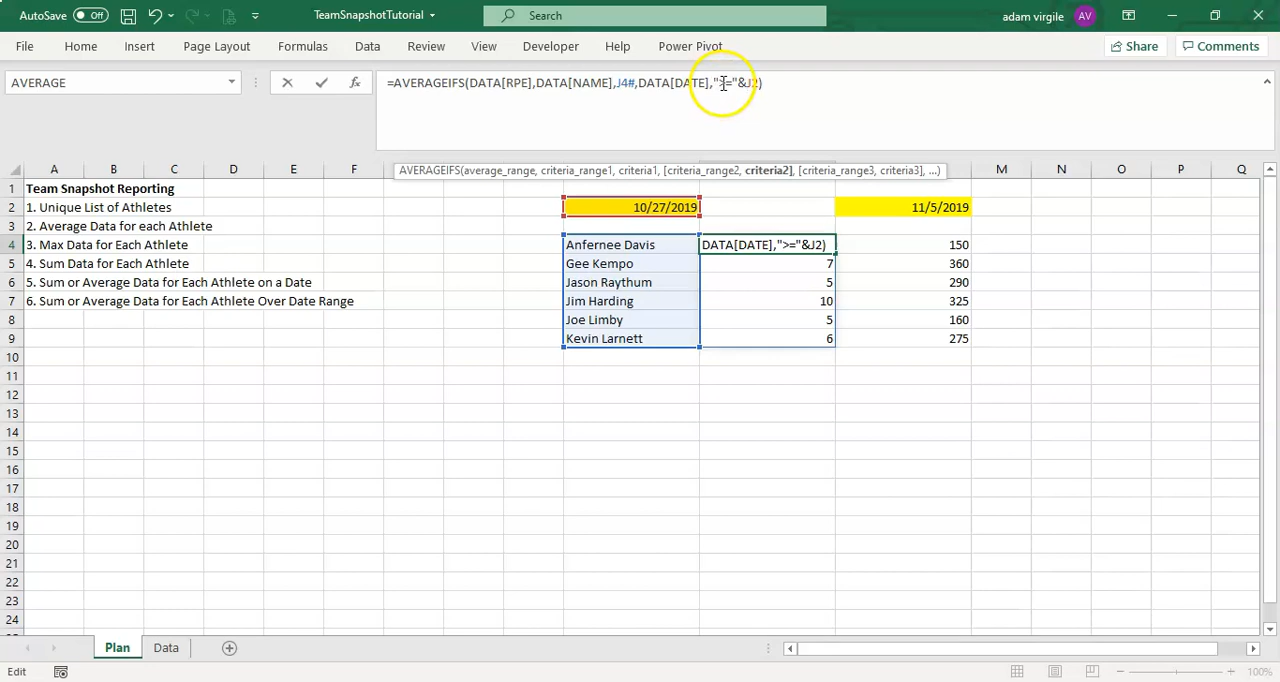 AutoSave Off TeamSnapshotTutorial Search adam virgile AV
File Home Insert Page Layout Formulas Data Review View Developer Help Power Pivot Share Comments
AVERAGE fx =AVERAGEIFS(DATA[RPE],DATA[NAME],J4#,DATA[DATE],">="&J2)
AVERAGEIFS(average_range, criteria_range1, criteria1, [criteria_range2, criteria2], [criteria_range3, criteria3], ...)
A B C D E F M N O P Q
1 Team Snapshot Reporting
2 1. Unique List of Athletes 10/27/2019 11/5/2019
3 2. Average Data for each Athlete
4 3. Max Data for Each Athlete Anfernee Davis DATA[DATE],">="&J2) 150
5 4. Sum Data for Each Athlete Gee Kempo 7 360
6 5. Sum or Average Data for Each Athlete on a Date Jason Raythum 5 290
7 6. Sum or Average Data for Each Athlete Over Date Range Jim Harding 10 325
8 Joe Limby 5 160
9 Kevin Larnett 6 275
10
11
12
13
14
15
16
17
18
19
20
21
22
23
24
Plan Data
Edit 100%